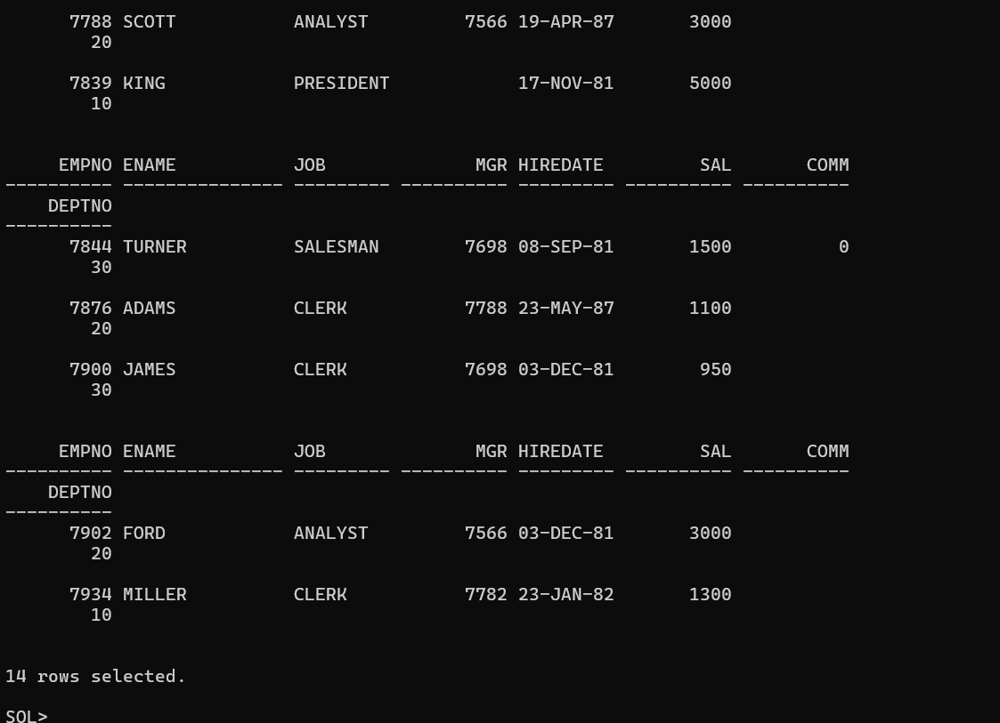 7788 SCOTT           ANALYST         7566 19-APR-87       3000
        20

      7839 KING            PRESIDENT            17-NOV-81       5000
        10


     EMPNO ENAME           JOB              MGR HIREDATE         SAL       COMM
---------- --------------- --------- ---------- --------- ---------- ----------
    DEPTNO
----------
      7844 TURNER          SALESMAN        7698 08-SEP-81       1500          0
        30

      7876 ADAMS           CLERK           7788 23-MAY-87       1100
        20

      7900 JAMES           CLERK           7698 03-DEC-81        950
        30


     EMPNO ENAME           JOB              MGR HIREDATE         SAL       COMM
---------- --------------- --------- ---------- --------- ---------- ----------
    DEPTNO
----------
      7902 FORD            ANALYST         7566 03-DEC-81       3000
        20

      7934 MILLER          CLERK           7782 23-JAN-82       1300
        10


14 rows selected.

SQL>